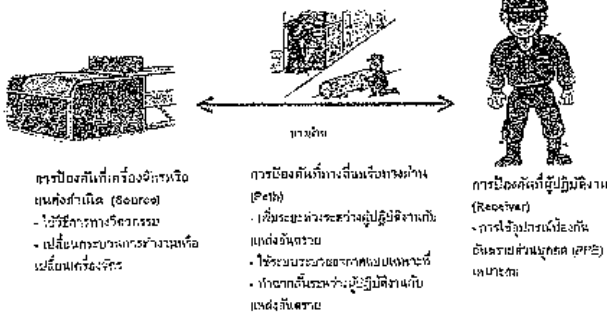 ทางผ่าน
การป้องกันที่เครื่องจักรหรือ
แหล่งกำเนิด (Source)
- ใช้วิธีการทางวิศวกรรม
- เปลี่ยนกระบวนการทำงานหรือ
เปลี่ยนเครื่องจักร
การป้องกันที่ทางสื่อหรือทางผ่าน
(Path)
- เพิ่มระยะห่างระหว่างผู้ปฏิบัติงานกับ
แหล่งอันตราย
- ใช้ระบบระบายอากาศแบบเฉพาะที่
- ทำฉากกั้นระหว่างผู้ปฏิบัติงานกับ
แหล่งอันตราย
การป้องกันที่ผู้ปฏิบัติงาน
(Receiver)
- การใช้อุปกรณ์ป้องกัน
อันตรายส่วนบุคคล (PPE)
เหมาะสม